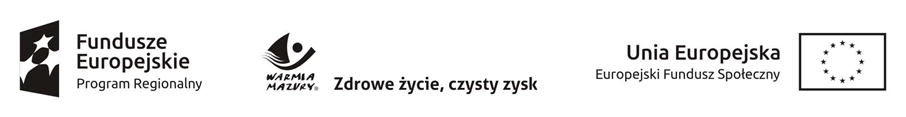 Fundusze
Europejskie
Program Regionalny
WARMIA
MAZURY®
Zdrowe życie, czysty zysk
Unia Europejska
Europejski Fundusz Społeczny